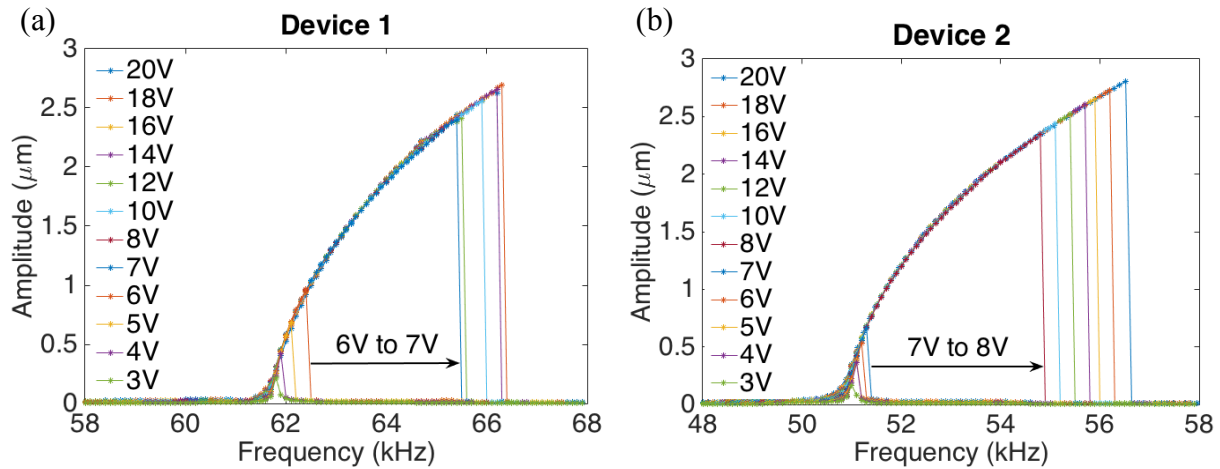 (a)
Device 1
3
2.5
2
1.5
1
0.5
0
Amplitude (μm)
20V
18V
16V
14V
12V
10V
8V
7V
6V
5V
4V
3V
6V to 7V
58 60 62 64 66 68
Frequency (kHz)
(b)
Device 2
3
2.5
2
1.5
1
0.5
0
Amplitude (μm)
20V
18V
16V
14V
12V
10V
8V
7V
6V
5V
4V
3V
7V to 8V
48 50 52 54 56 58
Frequency (kHz)